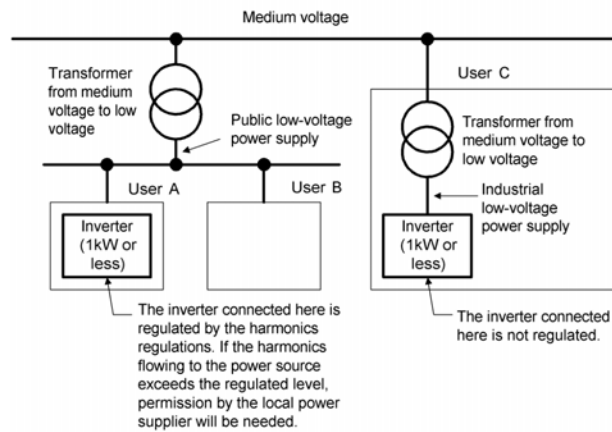 Medium voltage
Transformer
from medium
voltage to low
voltage
Public low-voltage
power supply
User A
User B
Inverter
(1kW or
less)
The inverter connected here is
regulated by the harmonics
regulations. If the harmonics
flowing to the power source
exceeds the regulated level,
permission by the local power
supplier will be needed.
User C
Transformer from
medium voltage to
low voltage
Industrial
low-voltage
power supply
Inverter
(1kW or
less)
The inverter connected
here is not regulated.